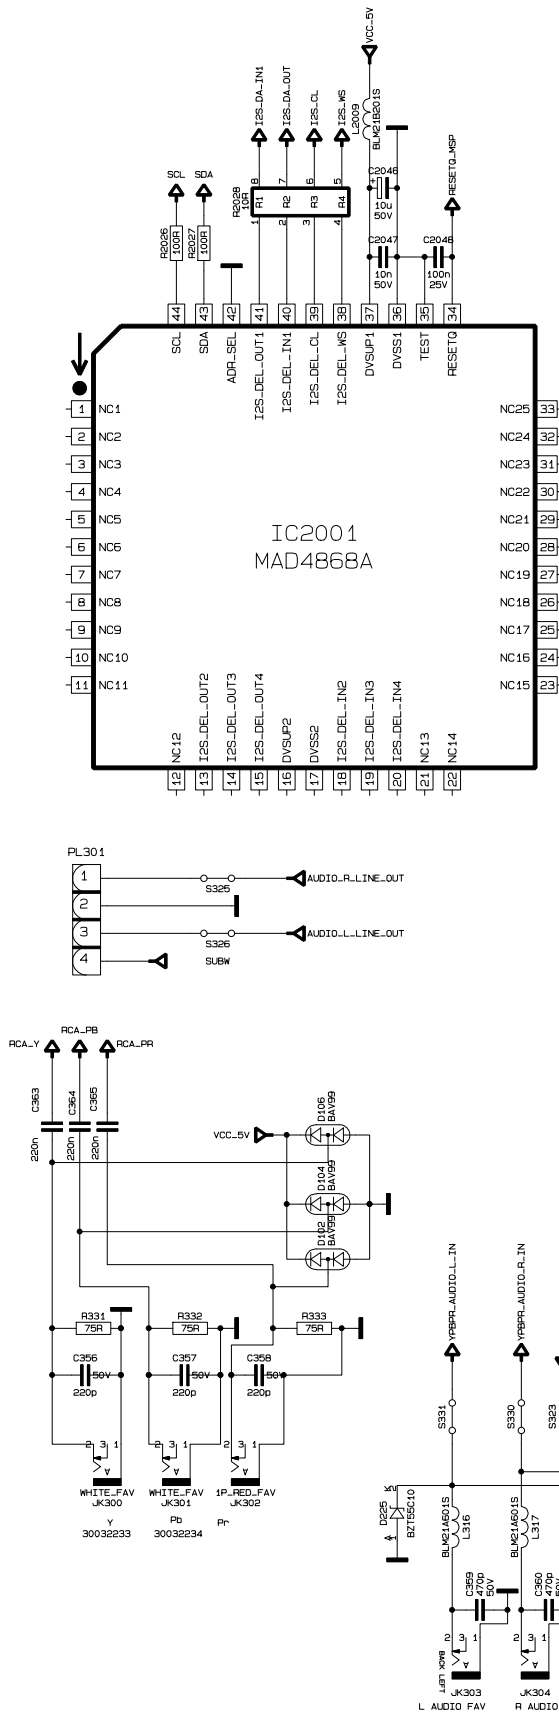 VCC_5V
I2S_DA_IN1
I2S_DA_OUT
I2S_CL
I2S_WS
L2009
BLM21B201S
SCL
SDA
R2028
10R
8 7 6 5
R1 R2 R3 R4
1 2 3 4
R2026
100R
R2027
100R
+
C2046
10u
50V
RESETQ_MSP
C2047
10n
50V
C2048
100n
25V
44 43 42 41 40 39 38 37 36 35 34
SCL
SDA
ADR_SEL
I2S_DEL_OUT1
I2S_DEL-IN1
I2S_DEL_CL
I2S_DEL_WS
DVSUP1
DVSS1
TEST
RESETQ
1 NC1 NC25 33
2 NC2 NC24 32
3 NC3 NC23 31
4 NC4 NC22 30
5 NC5 NC21 29
6 NC6 NC20 28
7 NC7 NC19 27
8 NC8 NC18 26
9 NC9 NC17 25
10 NC10 NC16 24
11 NC11 NC15 23
IC2001
MAD4868A
NC12
I2S_DEL_OUT2
I2S_DEL_OUT3
I2S_DEL_OUT4
DVSUP2
DVSS2
I2S_DEL_IN2
I2S_DEL_IN3
I2S_DEL_IN4
NC13
NC14
12 13 14 15 16 17 18 19 20 21 22
PL301
1
S325
AUDIO_R_LINE_OUT
2
3
S326
AUDIO_L_LINE_OUT
4
SUBW
RCA_Y
RCA_PB
RCA_PR
C363
220n
C364
220n
C365
220n
VCC_5V
D106
BAV99
D104
BAV99
D102
BAV99
R331
75R
R332
75R
R333
75R
C356
50V
220p
C357
50V
220p
C358
50V
220p
2 3 1
A
2 3 1
A
2 3 1
A
WHITE_FAV
JK300
Y
30032233
WHITE_FAV
JK301
Pb
30032234
1P_RED_FAV
JK302
Pr
YPBPR_AUDIO_L_IN
YPBPR_AUDIO_R_IN
S331
S330
S323
D225
BZT55C10
A
1
BLM21A601S
L316
BLM21A601S
L317
C359
470p
50V
C360
470p
50V
2 3 1
A
2 3
A
BACK_LEFT
JK303
L AUDIO FAV
JK304
R AUDIO